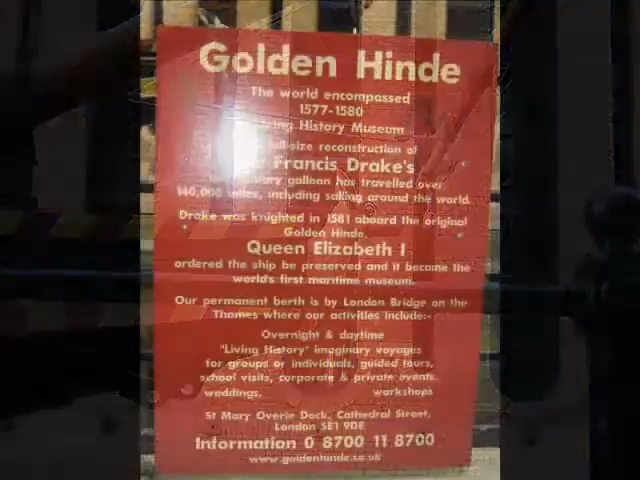 Golden Hinde
The world encompassed
1577-1580
Living History Museum
full-size reconstruction of
Francis Drake's
galleon has travelled over
140,000 miles, including sailing around the world.
Drake was knighted in 1581 aboard the original
Golden Hinde.
Queen Elizabeth I
ordered the ship be preserved and it became the
world's first maritime museum.
Our permanent berth is by London Bridge on the
Thames where our activities include:-
Overnight & daytime
"Living History" imaginary voyages
for groups or individuals, guided tours,
school visits, corporate & private events,
weddings, workshops
St Mary Overie Dock, Cathedral Street,
London SE1 9DE
Information 0 8700 11 8700
www.goldenhinde.co.uk